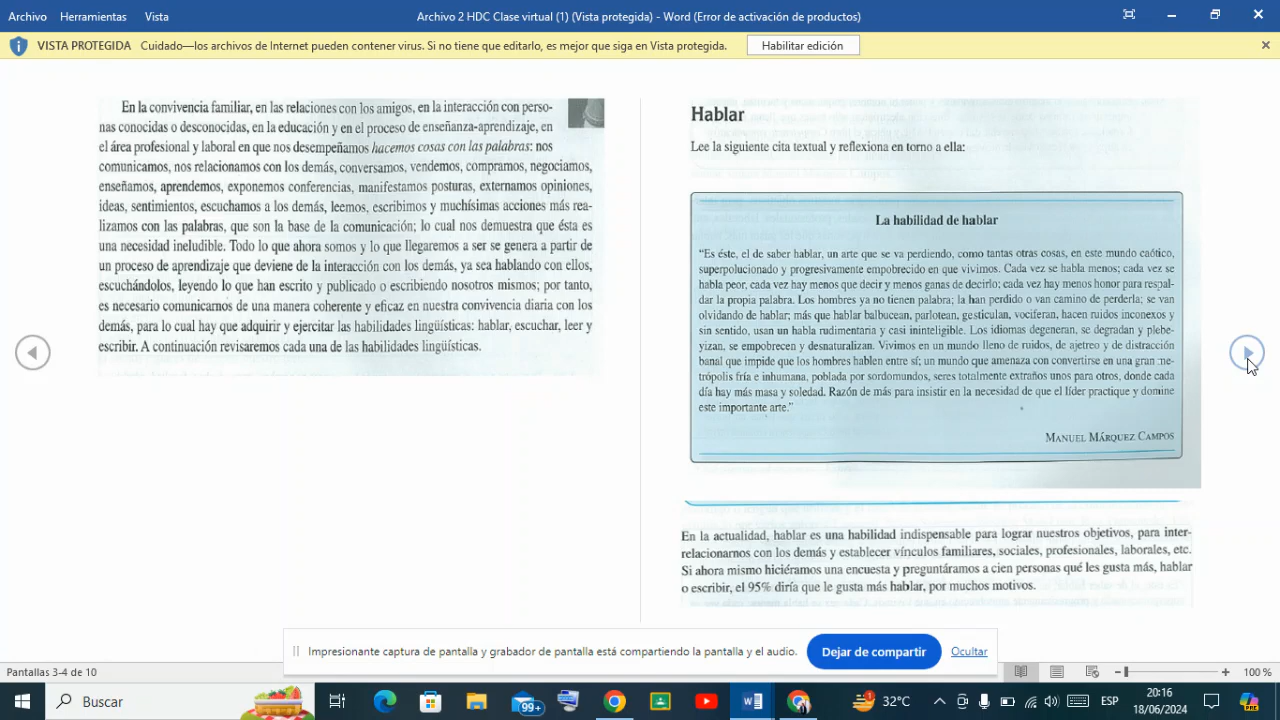 Archivo Herramientas Vista
Archivo 2 HDC Clase virtual (1) (Vista protegida) - Word (Error de activación de productos)
VISTA PROTEGIDA Cuidado—los archivos de Internet pueden contener virus. Si no tiene que editarlo, es mejor que siga en Vista protegida. Habilitar edición
En la convivencia familiar, en las relaciones con los amigos, en la interacción con perso-
nas conocidas o desconocidas, en la educación y en el proceso de enseñanza-aprendizaje, en
el área profesional y laboral en que nos desempeñamos hacemos cosas con las palabras: nos
comunicamos, nos relacionamos con los demás, conversamos, vendemos, compramos, negociamos,
enseñamos, aprendemos, exponemos conferencias, manifestamos posturas, externamos opiniones,
ideas, sentimientos, escuchamos a los demás, leemos, escribimos y muchísimas acciones más rea-
lizamos con las palabras, que son la base de la comunicación; lo cual nos demuestra que ésta es
una necesidad ineludible. Todo lo que ahora somos y lo que llegaremos a ser se genera a partir de
un proceso de aprendizaje que deviene de la interacción con los demás, ya sea hablando con ellos,
escuchándolos, leyendo lo que han escrito y publicado o escribiendo nosotros mismos; por tanto,
es necesario comunicarnos de una manera coherente y eficaz en nuestra convivencia diaria con los
demás, para lo cual hay que adquirir y ejercitar las habilidades lingüísticas: hablar, escuchar, leer y
escribir. A continuación revisaremos cada una de las habilidades lingüísticas.
Hablar
Lee la siguiente cita textual y reflexiona en torno a ella:
La habilidad de hablar
“Es éste, el de saber hablar, un arte que se va perdiendo, como tantas otras cosas, en este mundo caótico,
superpolucionado y progresivamente empobrecido en que vivimos. Cada vez se habla menos; cada vez se
habla peor, cada vez hay menos que decir y menos ganas de decirlo; cada vez hay menos honor para respal-
dar la propia palabra. Los hombres ya no tienen palabra; la han perdido o van camino de perderla; se van
olvidando de hablar; más que hablar balbucean, parlotean, gesticulan, vociferan, hacen ruidos inconexos y
sin sentido, usan un habla rudimentaria y casi ininteligible. Los idiomas degeneran, se degradan y plebe-
yizan, se empobrecen y desnaturalizan. Vivimos en un mundo lleno de ruidos, de ajetreo y de distracción
banal que impide que los hombres hablen entre sí; un mundo que amenaza con convertirse en una gran me-
trópolis fría e inhumana, poblada por sordomudos, seres totalmente extraños unos para otros, donde cada
día hay más masa y soledad. Razón de más para insistir en la necesidad de que el líder practique y domine
este importante arte.”
MANUEL MÁRQUEZ CAMPOS
En la actualidad, hablar es una habilidad indispensable para lograr nuestros objetivos, para inter-
relacionarnos con los demás y establecer vínculos familiares, sociales, profesionales, laborales, etc.
Si ahora mismo hiciéramos una encuesta y preguntáramos a cien personas qué les gusta más, hablar
o escribir, el 95% diría que le gusta más hablar, por muchos motivos.
Impresionante captura de pantalla y grabador de pantalla está compartiendo la pantalla y el audio. Dejar de compartir Ocultar
Pantallas 3-4 de 10
100 %
Buscar
99+
1
32°C
ESP
20:16
18/06/2024
PRE